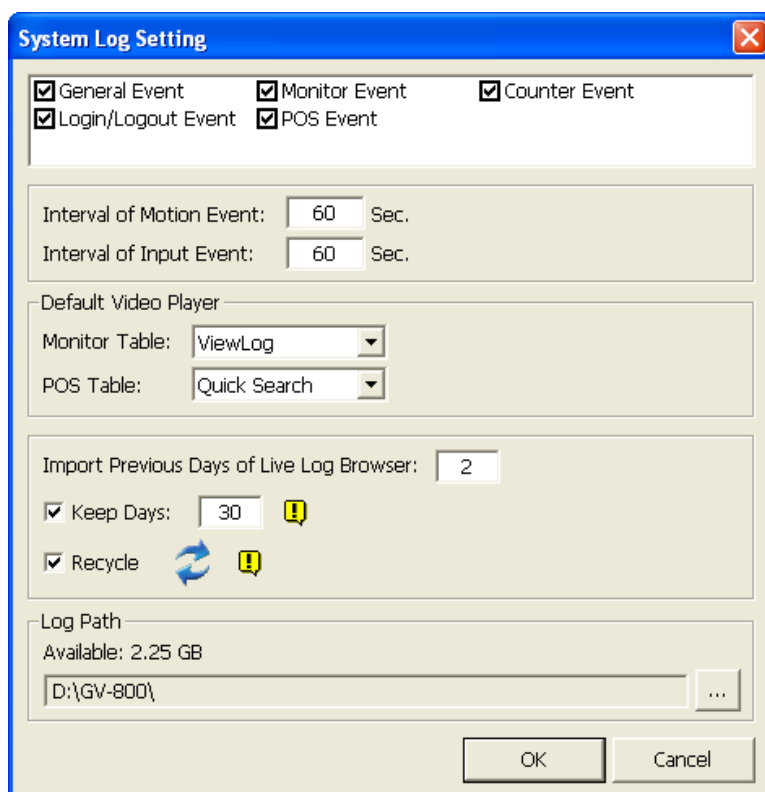 System Log Setting
General Event Monitor Event Counter Event
Login/Logout Event POS Event
Interval of Motion Event: 60 Sec.
Interval of Input Event: 60 Sec.
Default Video Player
Monitor Table: ViewLog
POS Table: Quick Search
Import Previous Days of Live Log Browser: 2
Keep Days: 30
Recycle
Log Path
Available: 2.25 GB
D:\GV-800\ ...
OK Cancel